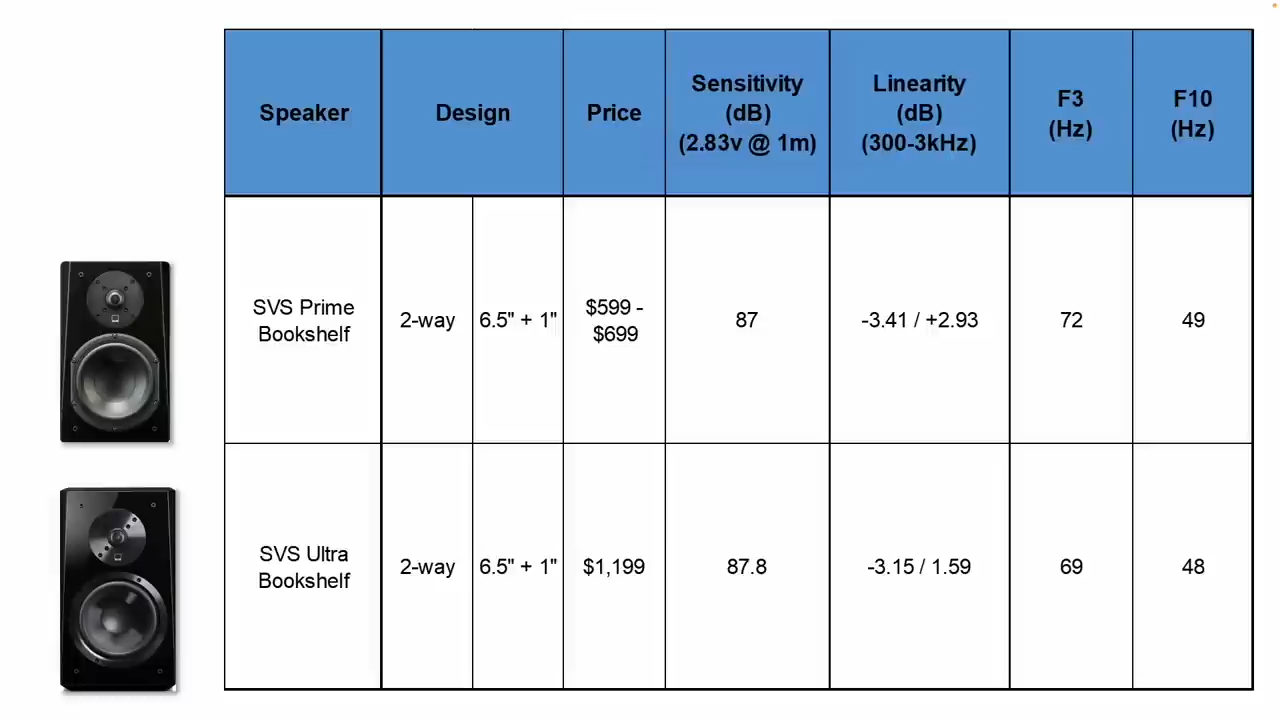 Speaker
Design
Price
Sensitivity
(dB)
(2.83v @ 1m)
Linearity
(dB)
(300-3kHz)
F3
(Hz)
F10
(Hz)
SVS Prime
Bookshelf
2-way
6.5" + 1"
$599 -
$699
87
-3.41 / +2.93
72
49
SVS Ultra
Bookshelf
2-way
6.5" + 1"
$1,199
87.8
-3.15 / 1.59
69
48